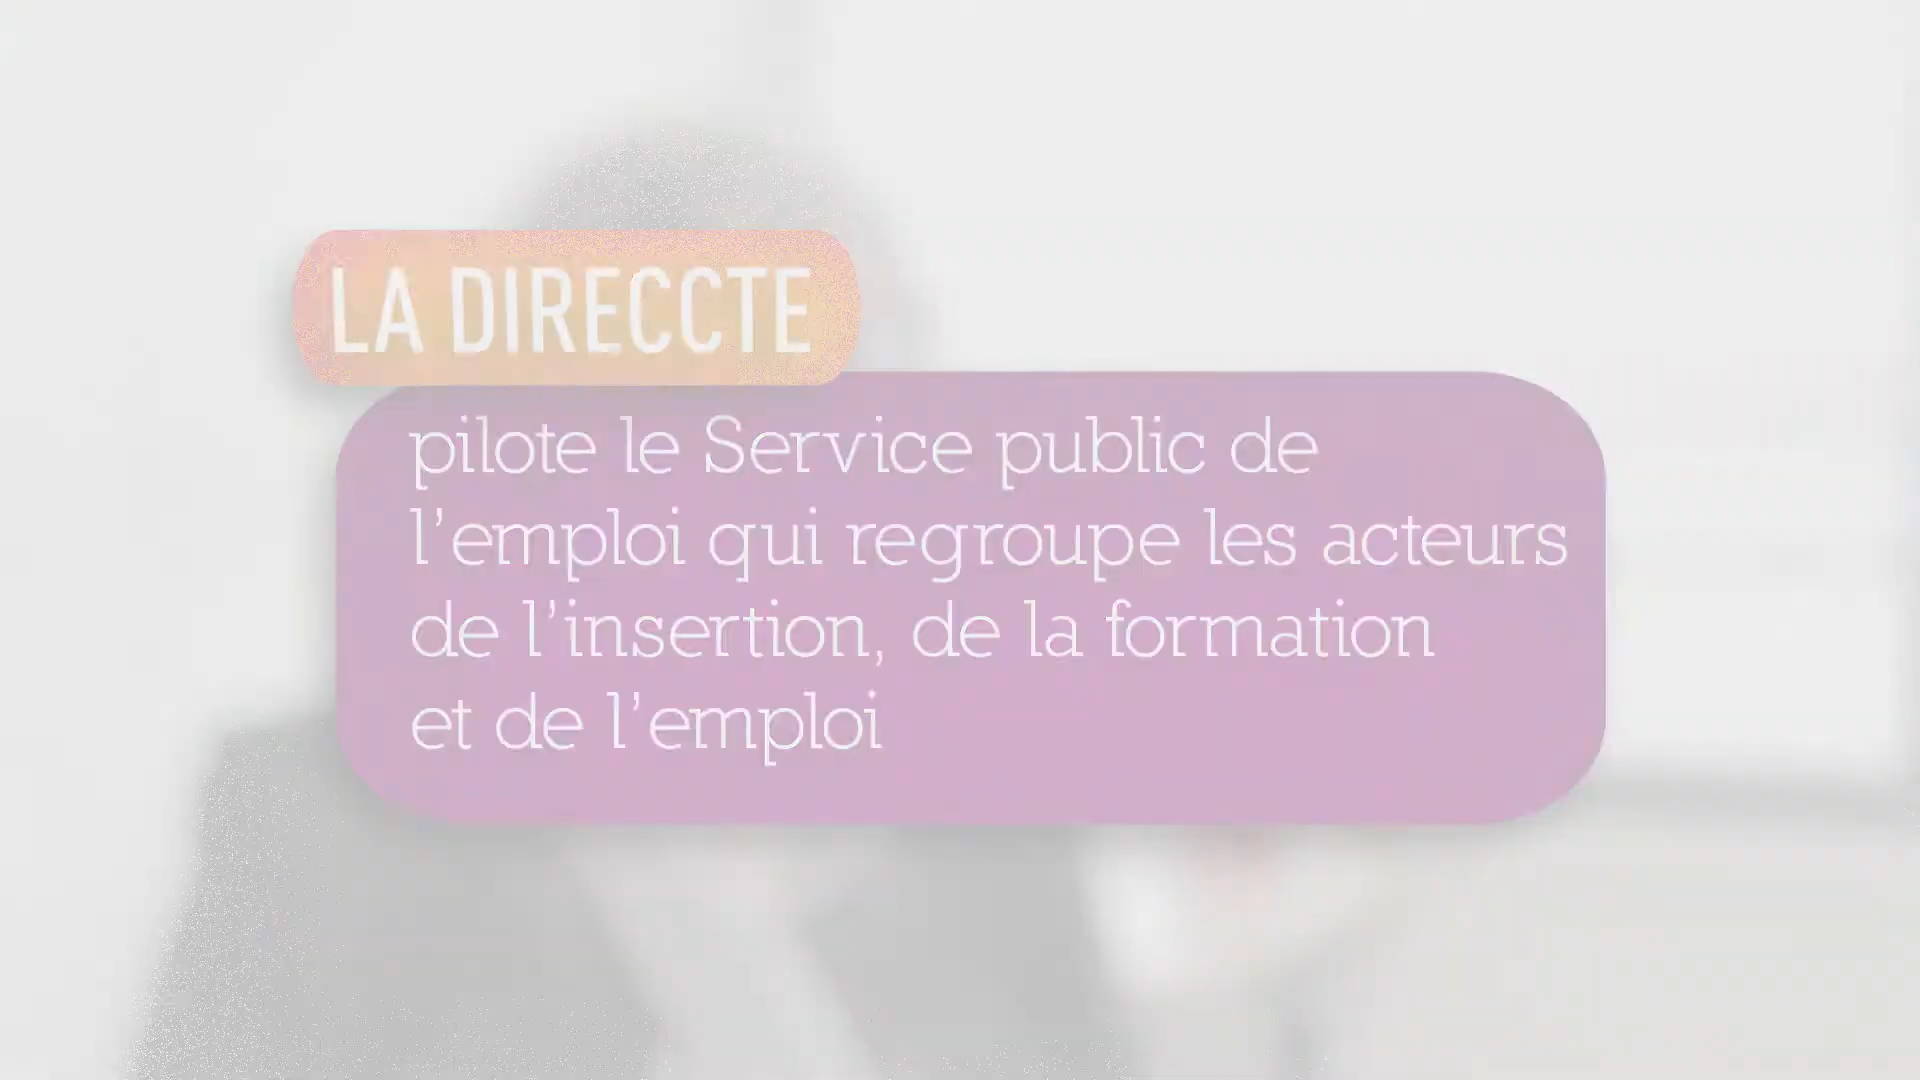 LA DIRECCTE
pilote le Service public de
l'emploi qui regroupe les acteurs
de l'insertion, de la formation
et de l'emploi